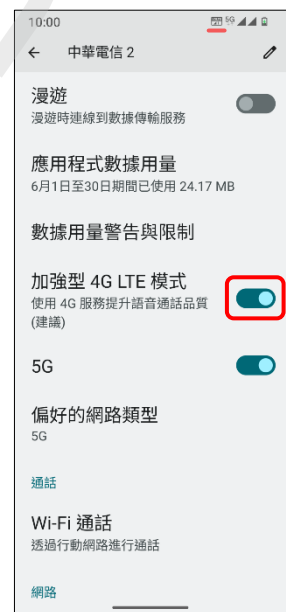 10:00 5G
中華電信 2
漫遊
漫遊時連線到數據傳輸服務
應用程式數據用量
6月1日至30日期間已使用 24.17 MB
數據用量警告與限制
加強型 4G LTE 模式
使用 4G 服務提升語音通話品質
(建議)
5G
偏好的網路類型
5G
通話
Wi-Fi 通話
透過行動網路進行通話
網路